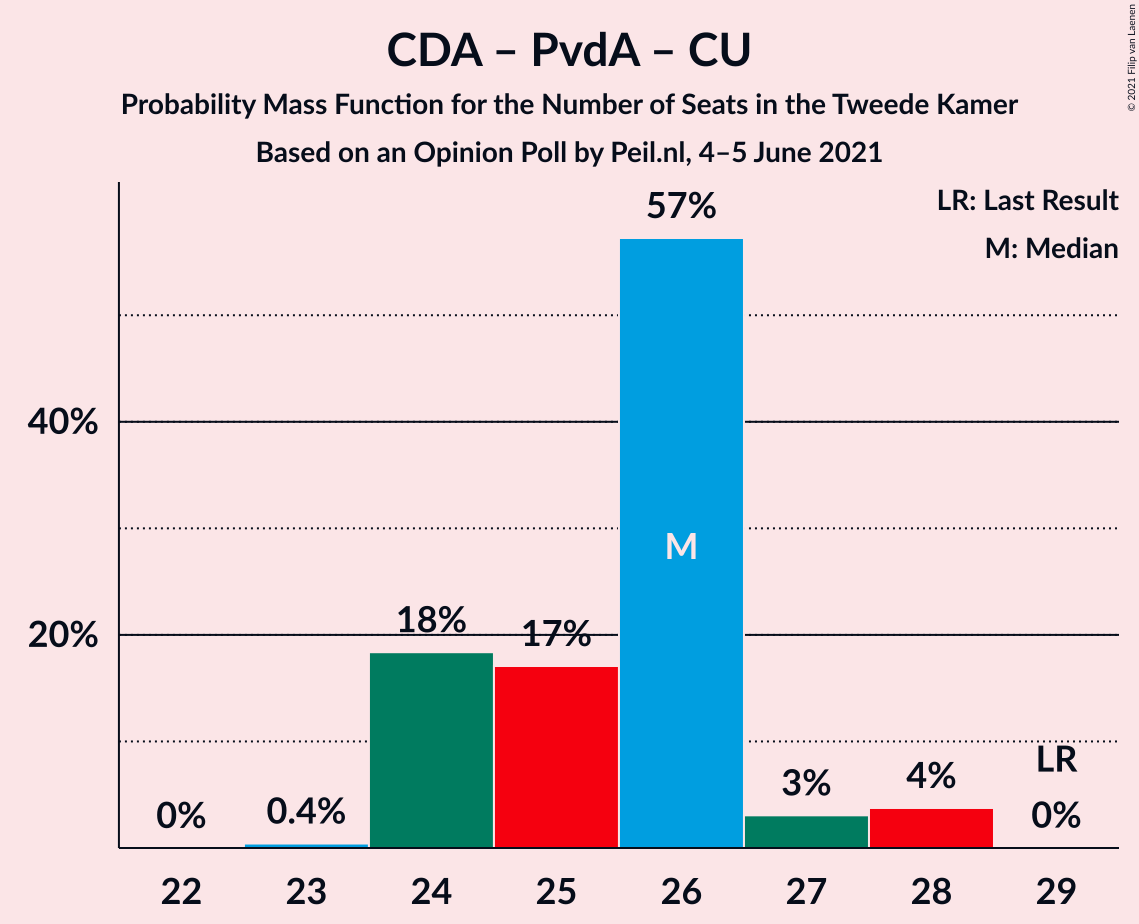 CDA – PvdA – CU
Probability Mass Function for the Number of Seats in the Tweede Kamer
Based on an Opinion Poll by Peil.nl, 4–5 June 2021
© 2021 Filip van Laenen
LR: Last Result
M: Median
57%
40%
M
20%
18%
17%
LR
3%
4%
0%
0.4%
0%
22 23 24 25 26 27 28 29